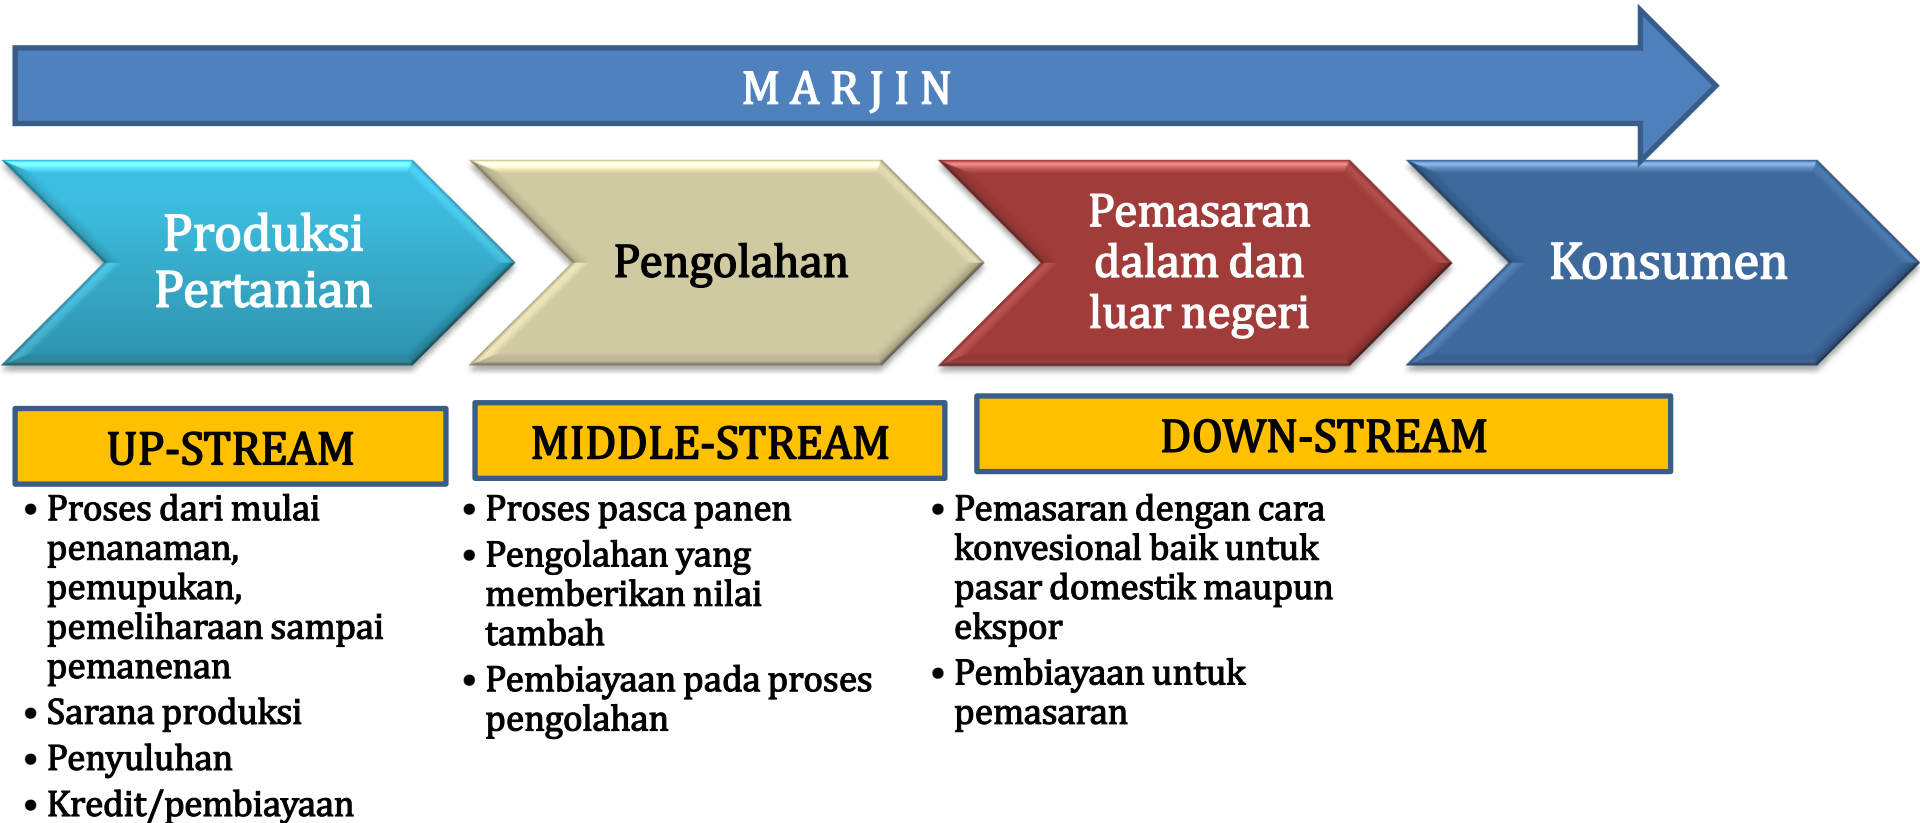 M A R J I N
Produksi
Pertanian
Pengolahan
Pemasaran
dalam dan
luar negeri
Konsumen
UP-STREAM
MIDDLE-STREAM
DOWN-STREAM
• Proses dari mulai
penanaman,
pemupukan,
pemeliharaan sampai
pemanenan
• Sarana produksi
• Penyuluhan
• Kredit/pembiayaan
• Proses pasca panen
• Pengolahan yang
memberikan nilai
tambah
• Pembiayaan pada proses
pengolahan
• Pemasaran dengan cara
konvesional baik untuk
pasar domestik maupun
ekspor
• Pembiayaan untuk
pemasaran